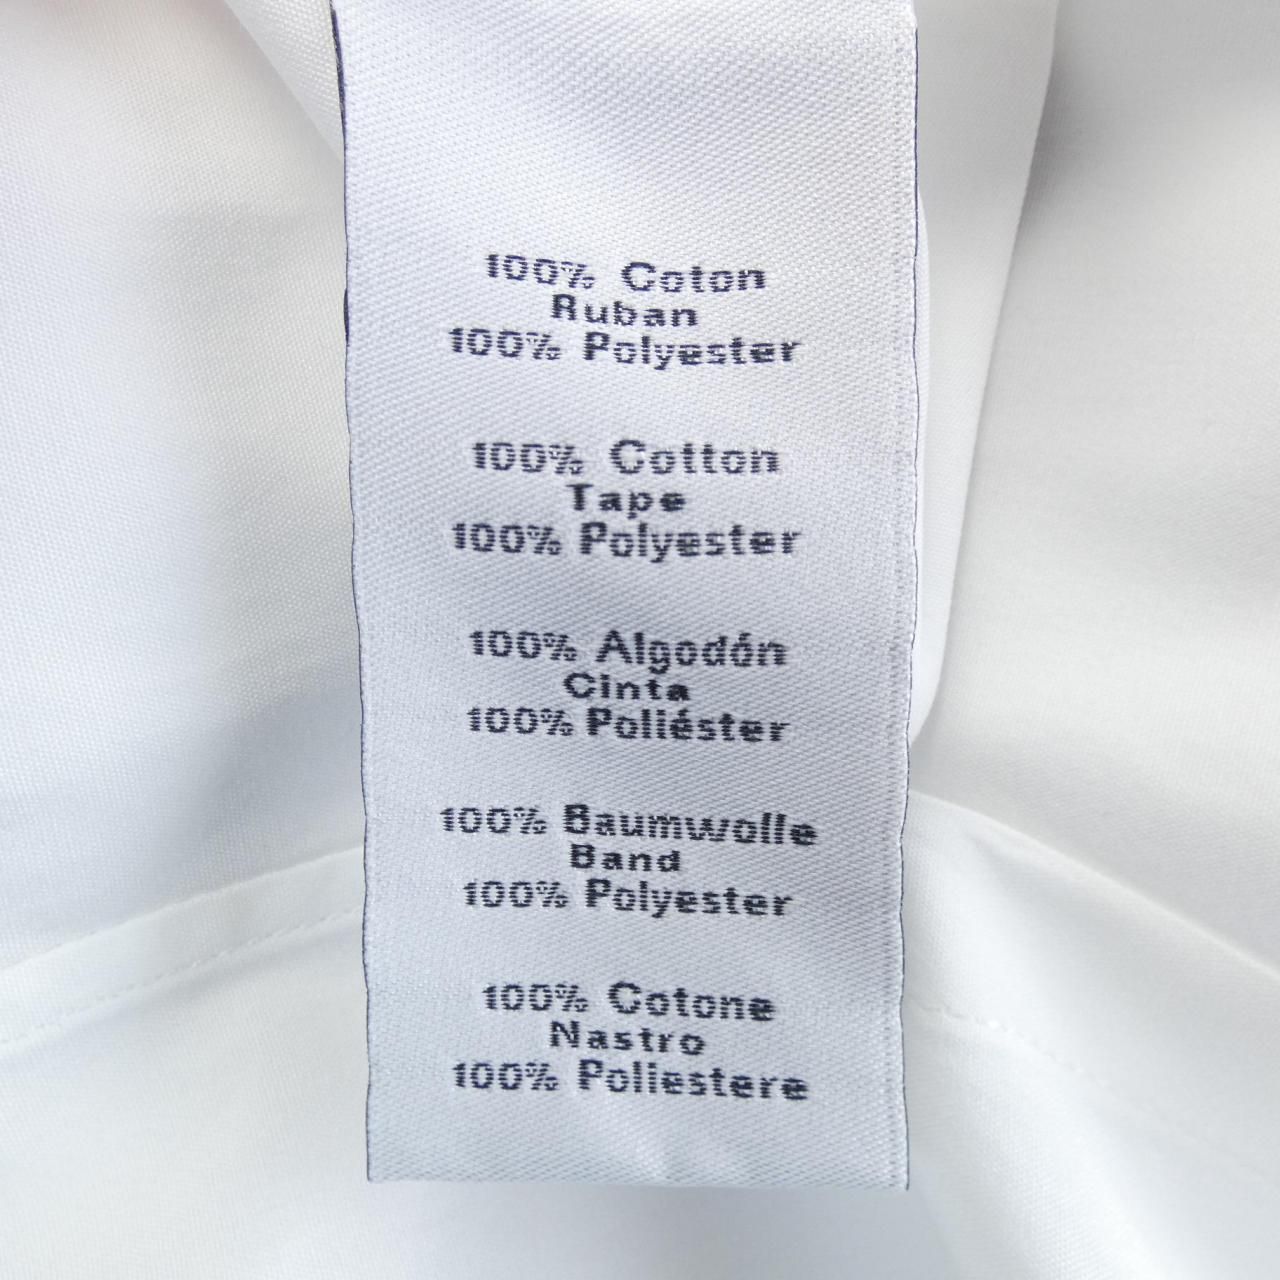 100% Coton
Ruban
100% Polyester
100% Cotton
Tape
100% Polyester
100% Algodón
Cinta
100% Poliéster
100% Baumwolle
Band
100% Polyester
100% Cotone
Nastro
100% Poliestere